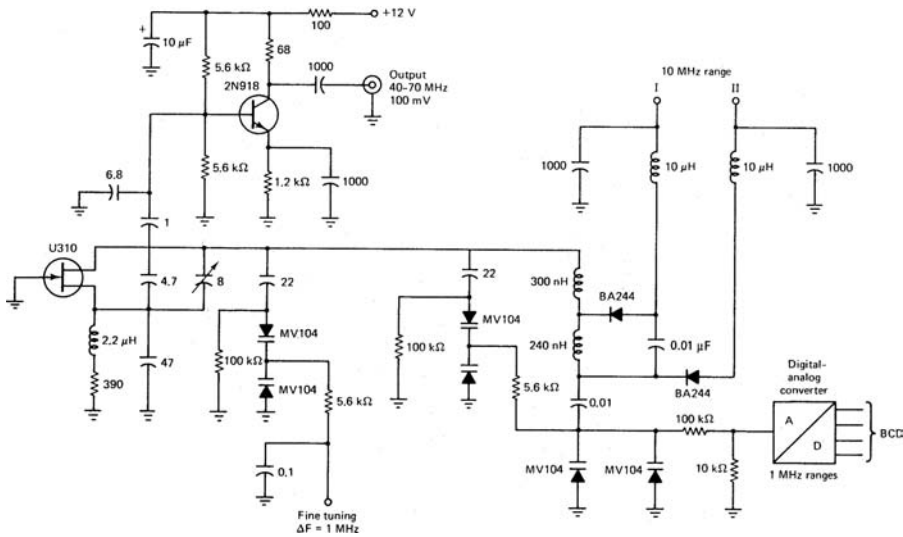 +12 V
100
+
10 µF
68
5.6 kΩ
1000
Output
40–70 MHz
100 mV
2N918
10 MHz range
I
II
1000
10 µH
10 µH
1000
5.6 kΩ
1.2 kΩ
1000
6.8
1
U310
4.7
8
22
22
300 nH
BA244
MV104
MV104
2.2 µH
47
100 kΩ
100 kΩ
240 nH
0.01 µF
390
MV104
5.6 kΩ
5.6 kΩ
0.01
BA244
Digital-
analog
converter
100 kΩ
A
D
BCD
0.1
MV104
MV104
10 kΩ
1 MHz ranges
Fine tuning
ΔF = 1 MHz